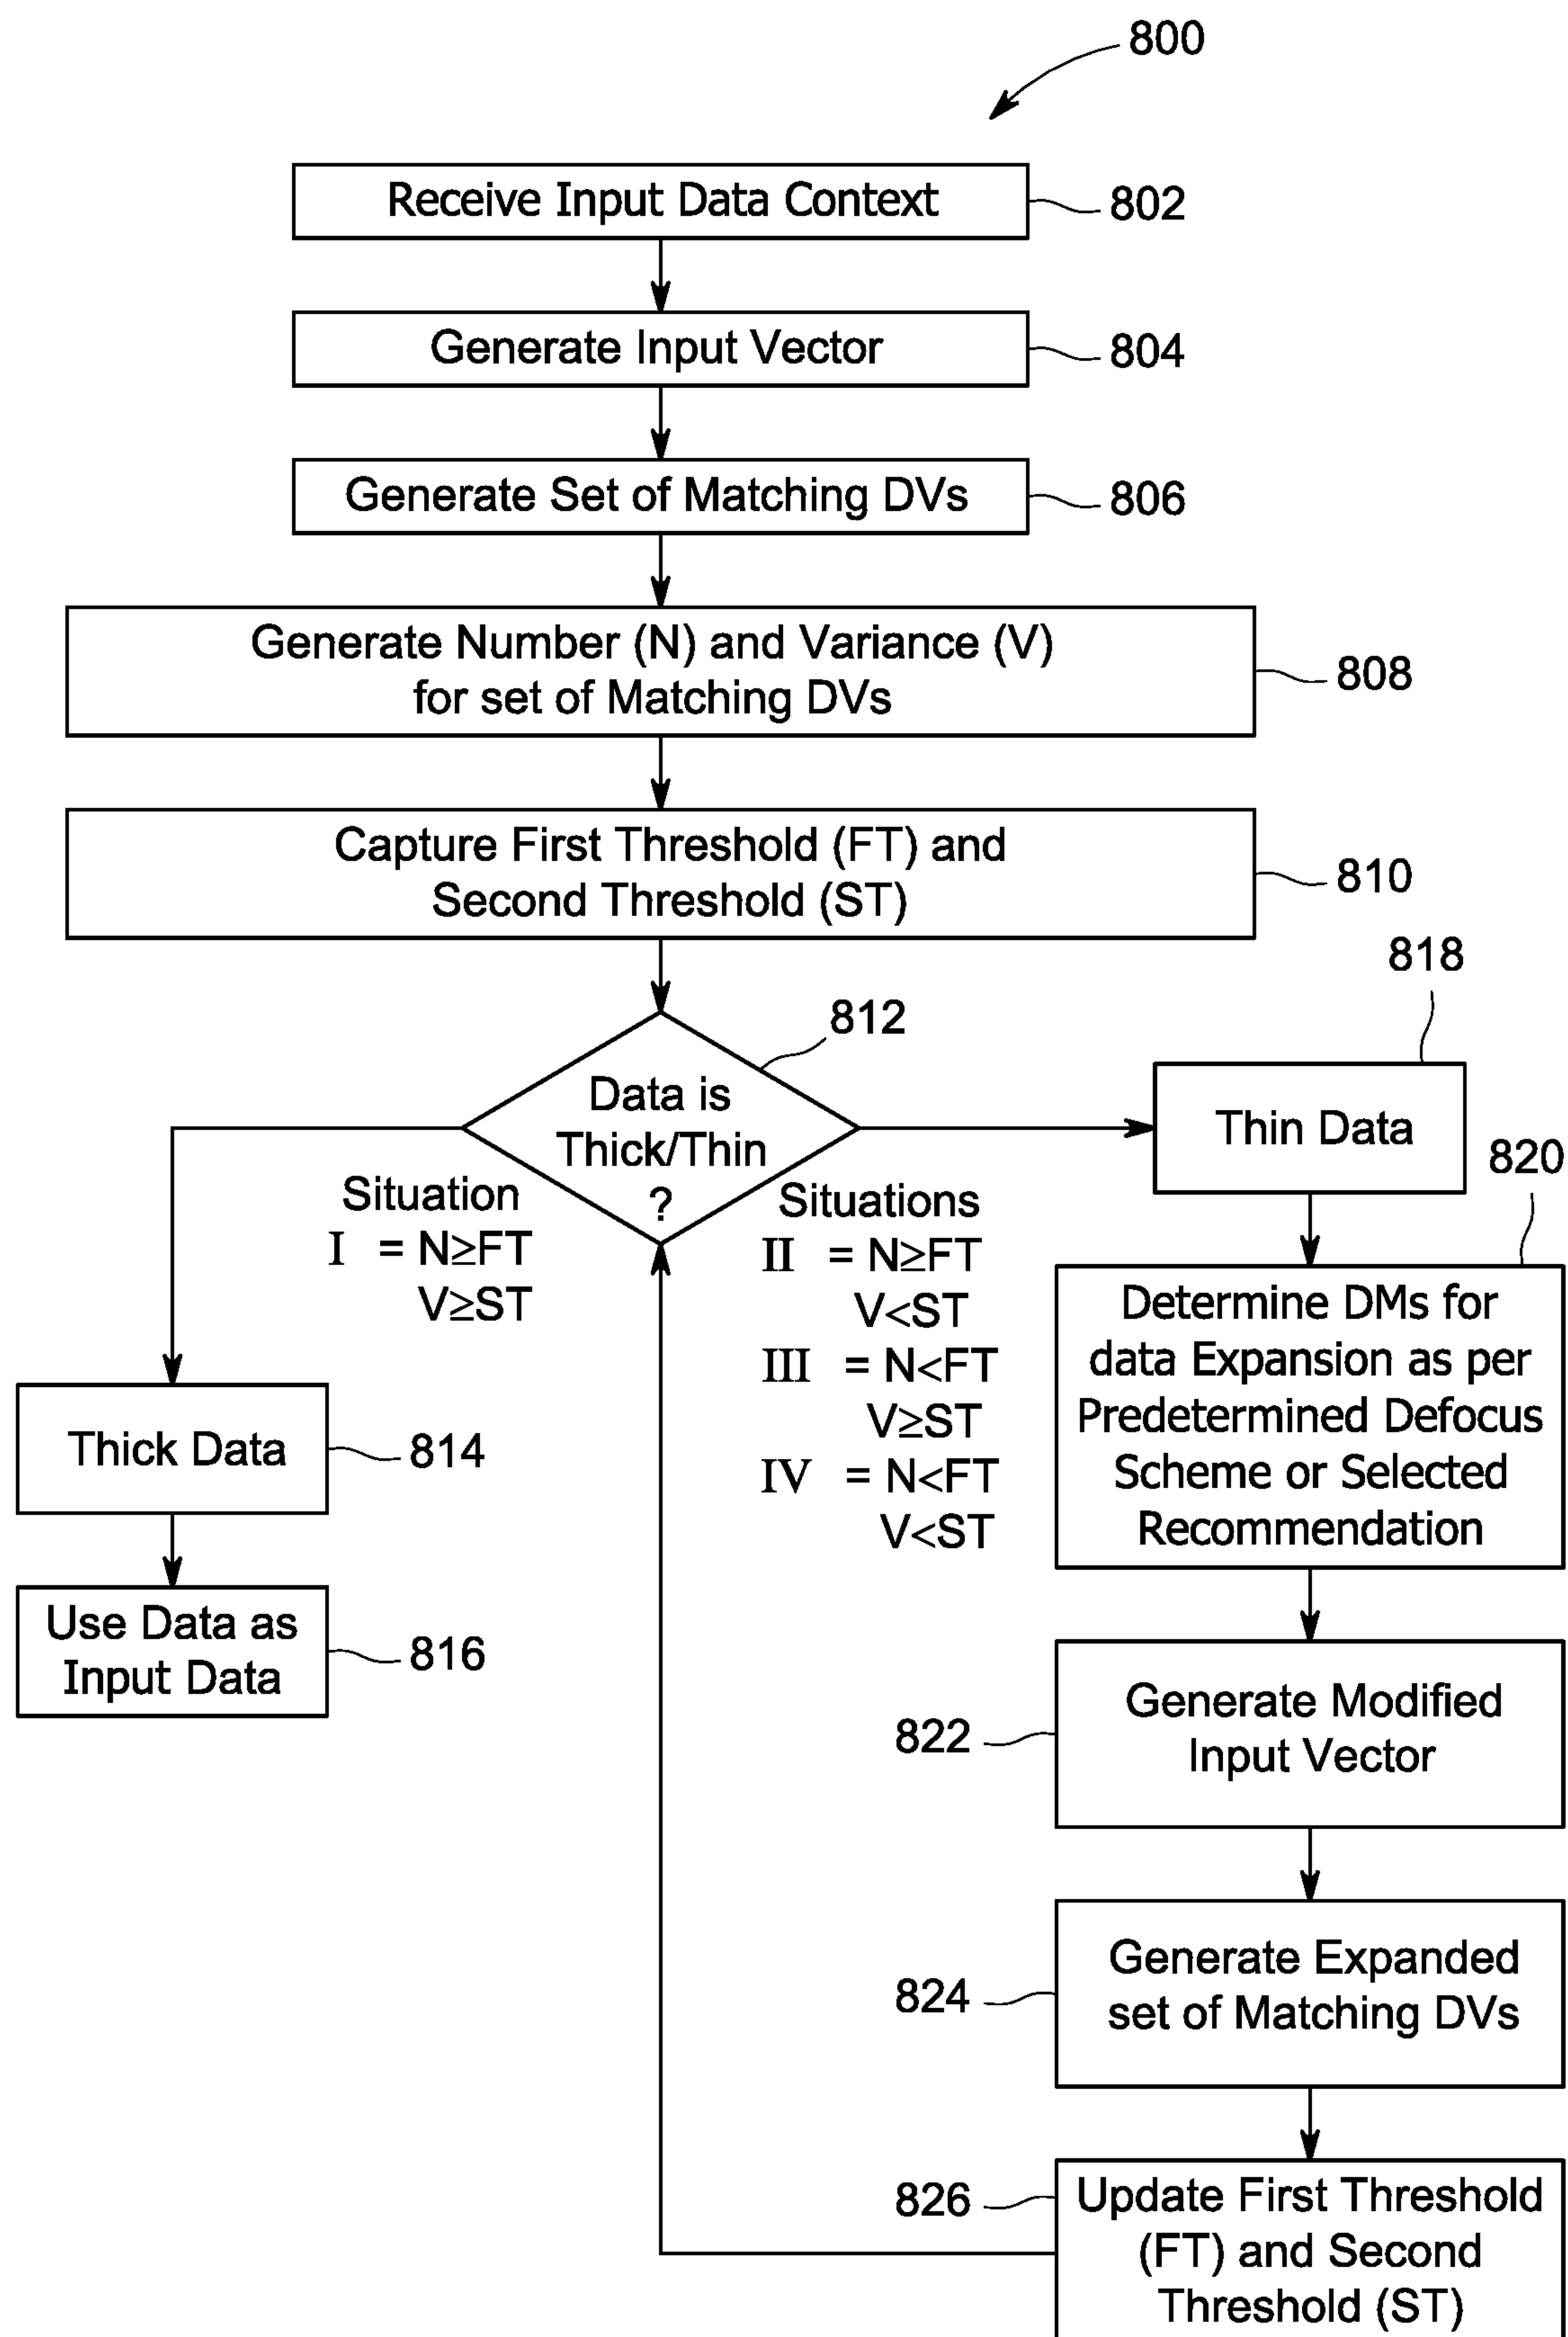 800
Receive Input Data Context
802
Generate Input Vector
804
Generate Set of Matching DVs
806
Generate Number (N) and Variance (V)
for set of Matching DVs
808
Capture First Threshold (FT) and
Second Threshold (ST)
810
812
Data is
Thick/Thin
?
Situation
I = N≥FT
V≥ST
Thick Data
814
Use Data as
Input Data
816
Situations
II = N≥FT
V<ST
III = N<FT
V≥ST
IV = N<FT
V<ST
818
Thin Data
820
Determine DMs for
data Expansion as per
Predetermined Defocus
Scheme or Selected
Recommendation
822
Generate Modified
Input Vector
824
Generate Expanded
set of Matching DVs
826
Update First Threshold
(FT) and Second
Threshold (ST)